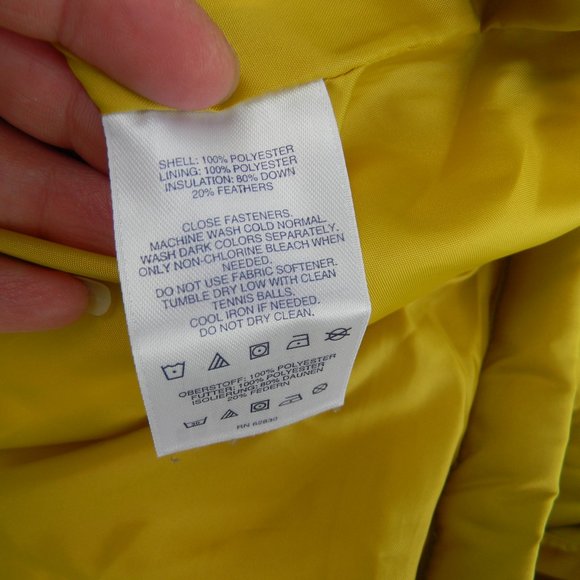 SHELL: 100% POLYESTER
LINING: 100% POLYESTER
INSULATION: 80% DOWN
20% FEATHERS
CLOSE FASTENERS.
MACHINE WASH COLD NORMAL.
WASH DARK COLORS SEPARATELY.
ONLY NON-CHLORINE BLEACH WHEN
NEEDED.
DO NOT USE FABRIC SOFTENER.
TUMBLE DRY LOW WITH CLEAN
TENNIS BALLS.
COOL IRON IF NEEDED.
DO NOT DRY CLEAN.
OBERSTOFF: 100% POLYESTER
FUTTER: 100% POLYESTER
ISOLIERUNG: 80% DAUNEN
20% FEDERN
RN 62830